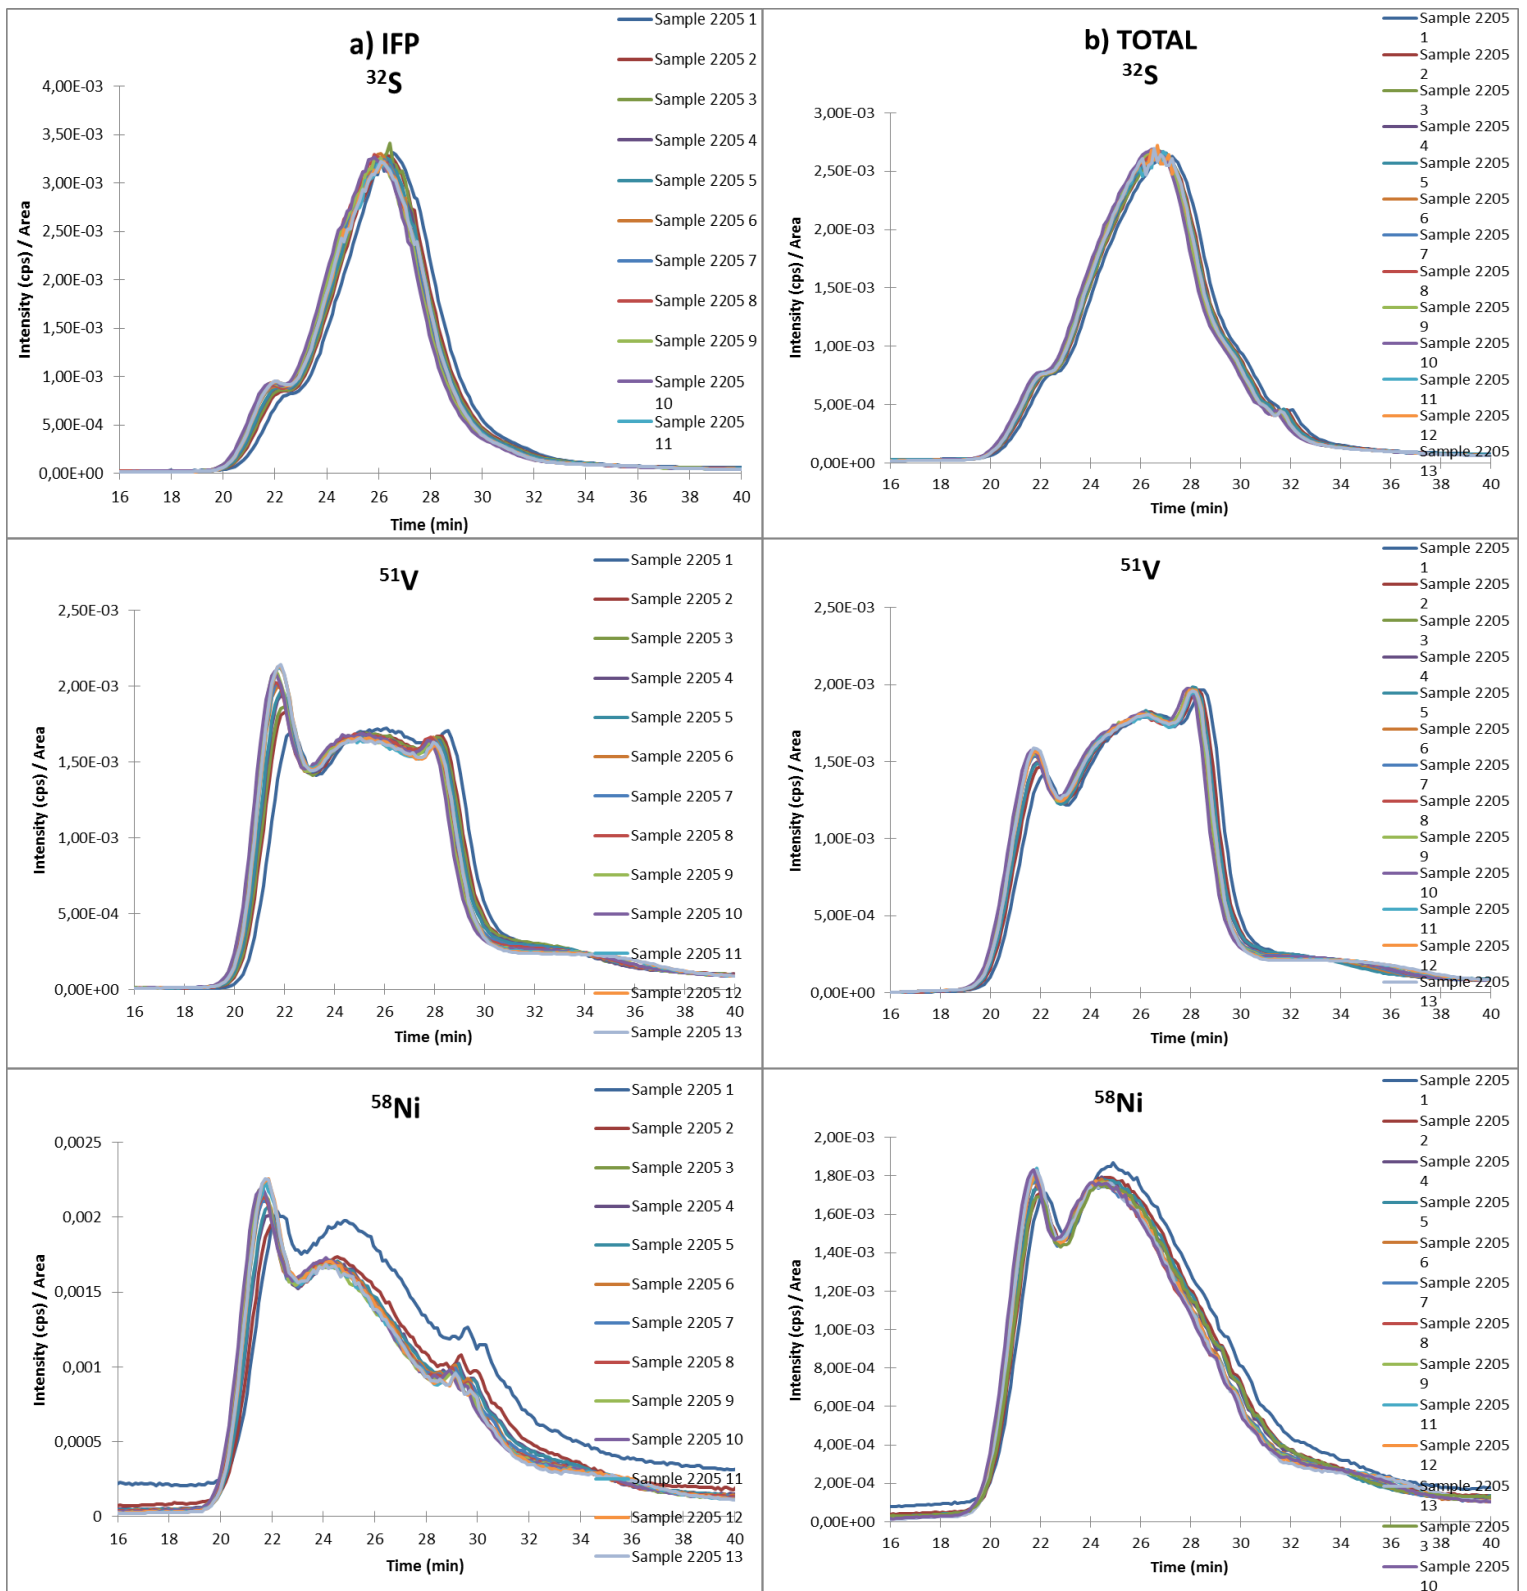 a) IFP
32S
4,00E-03
3,50E-03
3,00E-03
2,50E-03
2,00E-03
1,50E-03
1,00E-03
5,00E-04
0,00E+00
Intensity (cps) / Area
16 18 20 22 24 26 28 30 32 34 36 38 40
Time (min)
Sample 2205 1
Sample 2205 2
Sample 2205 3
Sample 2205 4
Sample 2205 5
Sample 2205 6
Sample 2205 7
Sample 2205 8
Sample 2205 9
Sample 2205
10
Sample 2205
11
b) TOTAL
32S
3,00E-03
2,50E-03
2,00E-03
1,50E-03
1,00E-03
5,00E-04
0,00E+00
Intensity (cps) / Area
16 18 20 22 24 26 28 30 32 34 36 38 40
Time (min)
Sample 2205
1
Sample 2205
2
Sample 2205
3
Sample 2205
4
Sample 2205
5
Sample 2205
6
Sample 2205
7
Sample 2205
8
Sample 2205
9
Sample 2205
10
Sample 2205
11
Sample 2205
12
Sample 2205
13
51V
2,50E-03
2,00E-03
1,50E-03
1,00E-03
5,00E-04
0,00E+00
Intensity (cps) / Area
16 18 20 22 24 26 28 30 32 34 36 38 40
Time (min)
Sample 2205 1
Sample 2205 2
Sample 2205 3
Sample 2205 4
Sample 2205 5
Sample 2205 6
Sample 2205 7
Sample 2205 8
Sample 2205 9
Sample 2205 10
Sample 2205 11
Sample 2205 12
Sample 2205 13
51V
2,50E-03
2,00E-03
1,50E-03
1,00E-03
5,00E-04
0,00E+00
Intensity (cps) / Area
16 18 20 22 24 26 28 30 32 34 36 38 40
Time (min)
Sample 2205
1
Sample 2205
2
Sample 2205
3
Sample 2205
4
Sample 2205
5
Sample 2205
6
Sample 2205
7
Sample 2205
8
Sample 2205
9
Sample 2205
10
Sample 2205
11
Sample 2205
12
Sample 2205
13
58Ni
0,0025
0,002
0,0015
0,001
0,0005
0
Intensity (cps) / Area
16 18 20 22 24 26 28 30 32 34 36 38 40
Time (min)
Sample 2205 1
Sample 2205 2
Sample 2205 3
Sample 2205 4
Sample 2205 5
Sample 2205 6
Sample 2205 7
Sample 2205 8
Sample 2205 9
Sample 2205 10
Sample 2205 11
Sample 2205 12
Sample 2205 13
58Ni
2,00E-03
1,80E-03
1,60E-03
1,40E-03
1,20E-03
1,00E-03
8,00E-04
6,00E-04
4,00E-04
2,00E-04
0,00E+00
Intensity (cps) / Area
16 18 20 22 24 26 28 30 32 34 36 38 40
Time (min)
Sample 2205
1
Sample 2205
2
Sample 2205
4
Sample 2205
5
Sample 2205
6
Sample 2205
7
Sample 2205
8
Sample 2205
9
Sample 2205
11
Sample 2205
12
Sample 2205
13
Sample 2205
3
Sample 2205
10